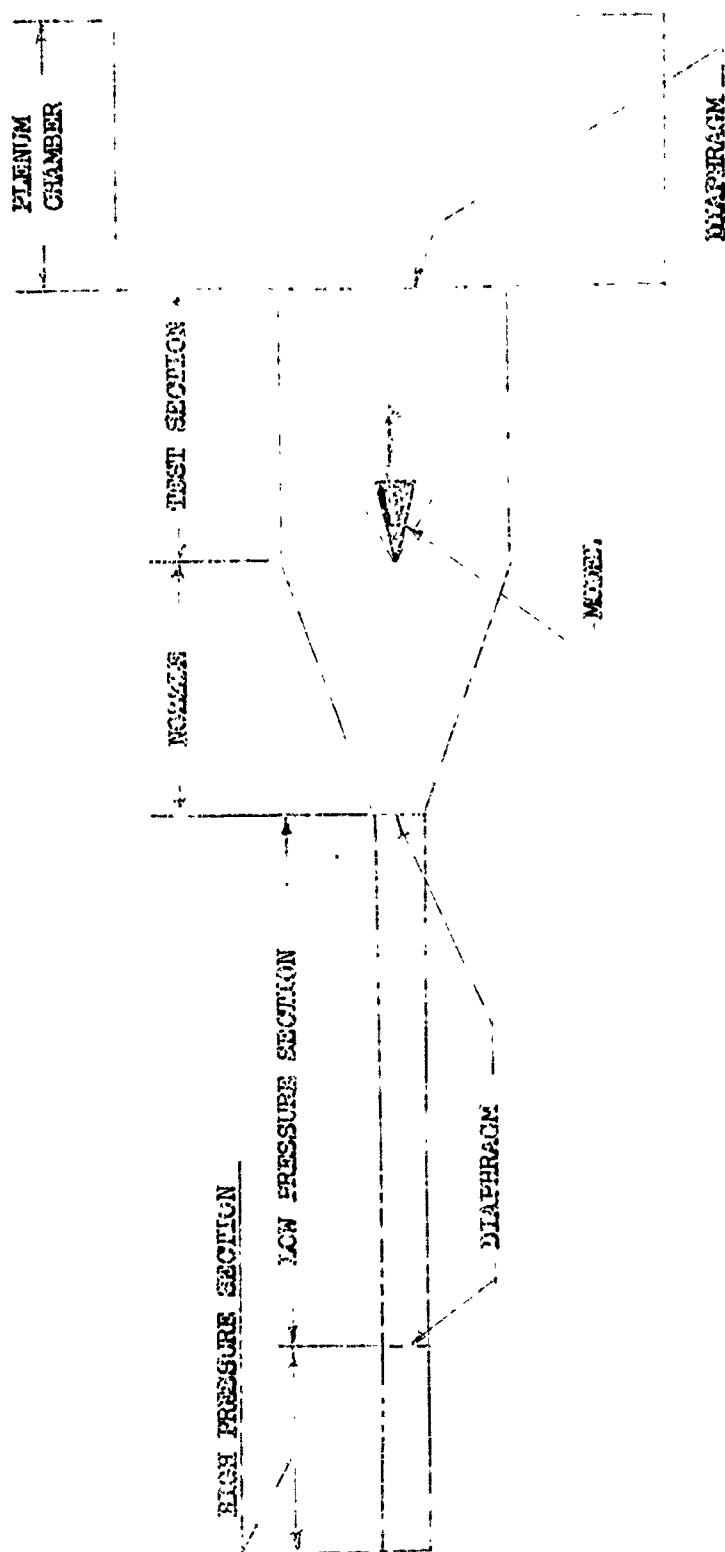 HIGH PRESSURE SECTION
LOW PRESSURE SECTION
NOZZLE
TEST SECTION
PLENUM
CHAMBER
DIAPHRAGM
MODEL
DIAPHRAGM